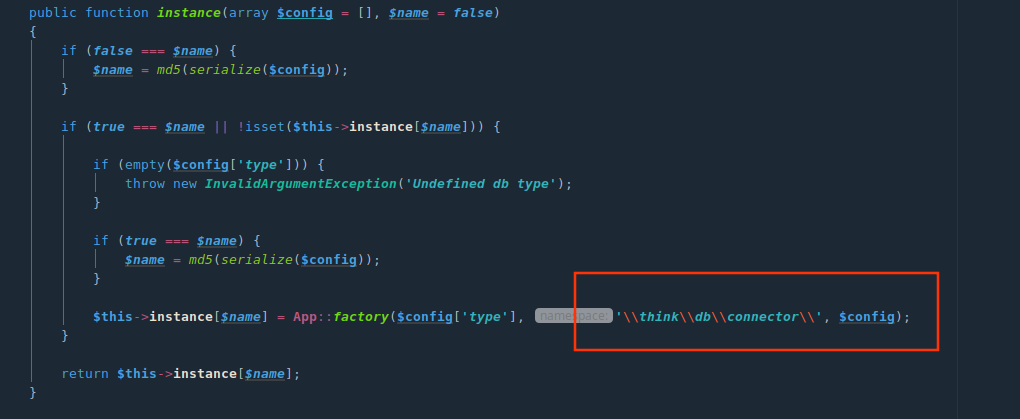 public function instance(array $config = [], $name = false)
{
if (false === $name) {
$name = md5(serialize($config));
}
if (true === $name || !isset($this->instance[$name])) {
if (empty($config['type'])) {
throw new InvalidArgumentException('Undefined db type');
}
if (true === $name) {
$name = md5(serialize($config));
}
$this->instance[$name] = App::factory($config['type'], namespace: '\\think\\db\\connector\\', $config);
}
return $this->instance[$name];
}